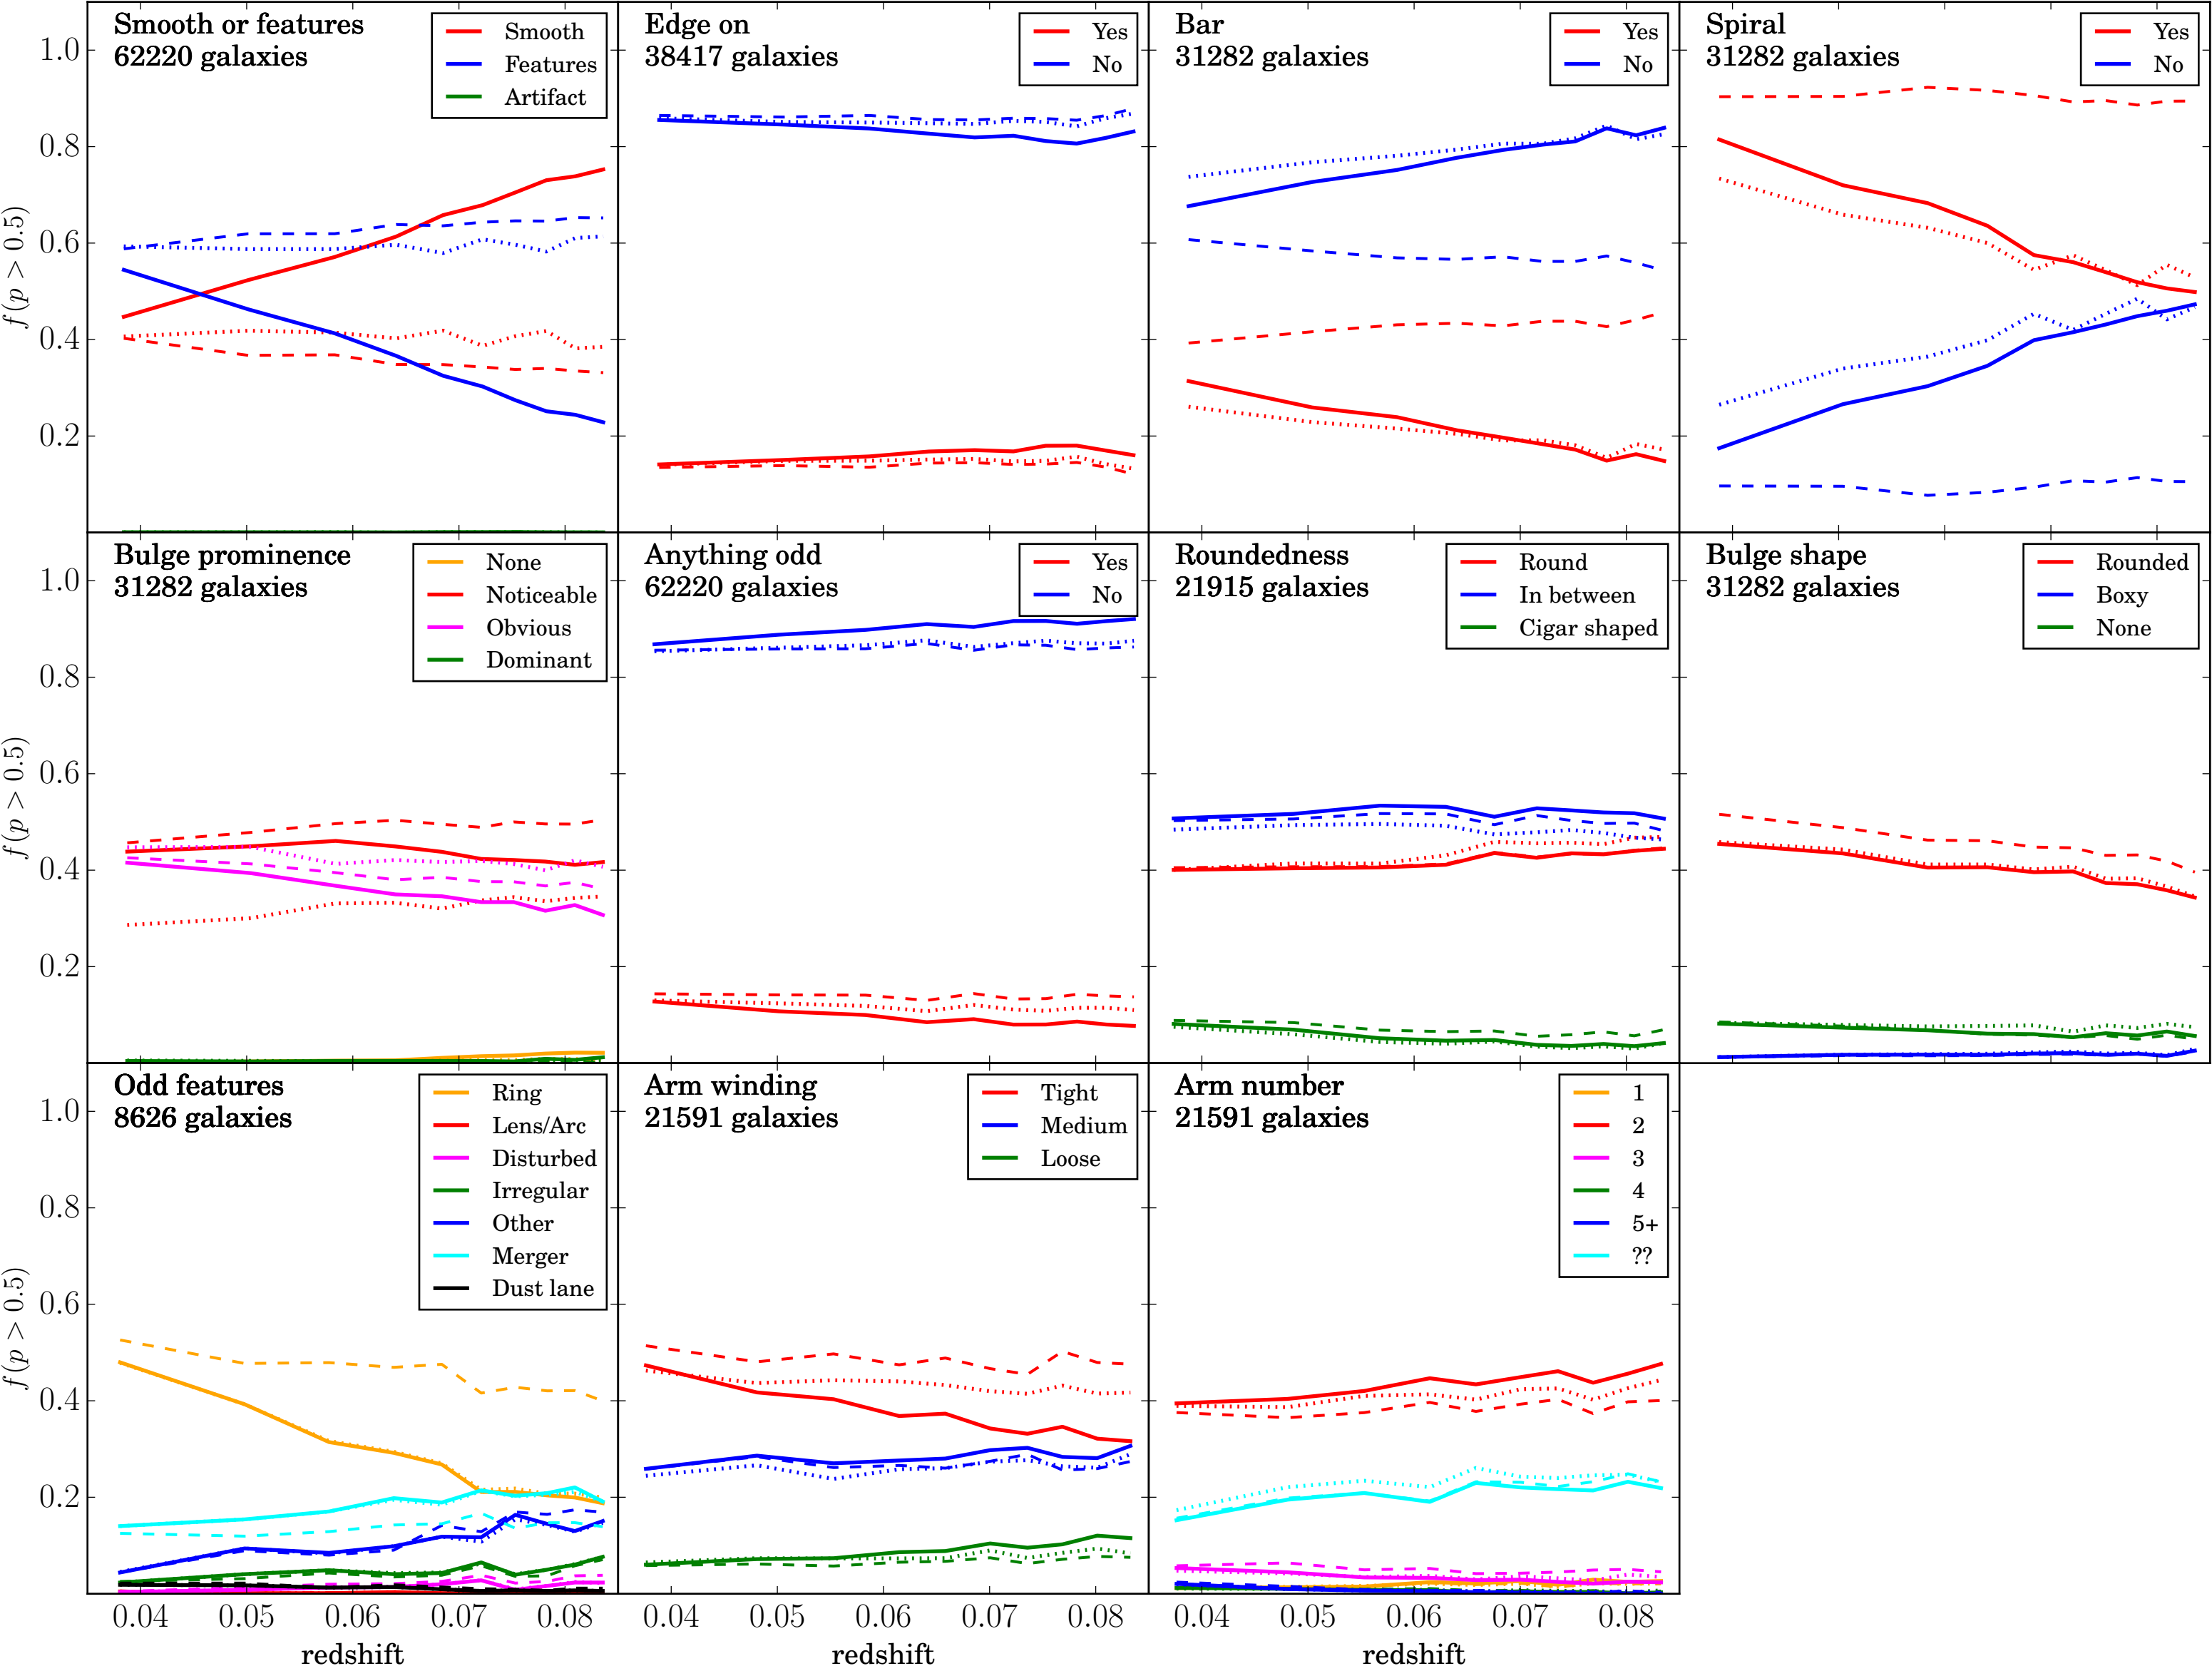 Smooth or features
62220 galaxies
Smooth
Features
Artifact
Edge on
38417 galaxies
Yes
No
Bar
31282 galaxies
Yes
No
Spiral
31282 galaxies
Yes
No
1.0
0.8
0.6
0.4
0.2
f(p > 0.5)
Bulge prominence
31282 galaxies
None
Noticeable
Obvious
Dominant
Anything odd
62220 galaxies
Yes
No
Roundedness
21915 galaxies
Round
In between
Cigar shaped
Bulge shape
31282 galaxies
Rounded
Boxy
None
1.0
0.8
0.6
0.4
0.2
f(p > 0.5)
Odd features
8626 galaxies
Ring
Lens/Arc
Disturbed
Irregular
Other
Merger
Dust lane
Arm winding
21591 galaxies
Tight
Medium
Loose
Arm number
21591 galaxies
1
2
3
4
5+
??
1.0
0.8
0.6
0.4
0.2
f(p > 0.5)
0.04 0.05 0.06 0.07 0.08
redshift
0.04 0.05 0.06 0.07 0.08
redshift
0.04 0.05 0.06 0.07 0.08
redshift